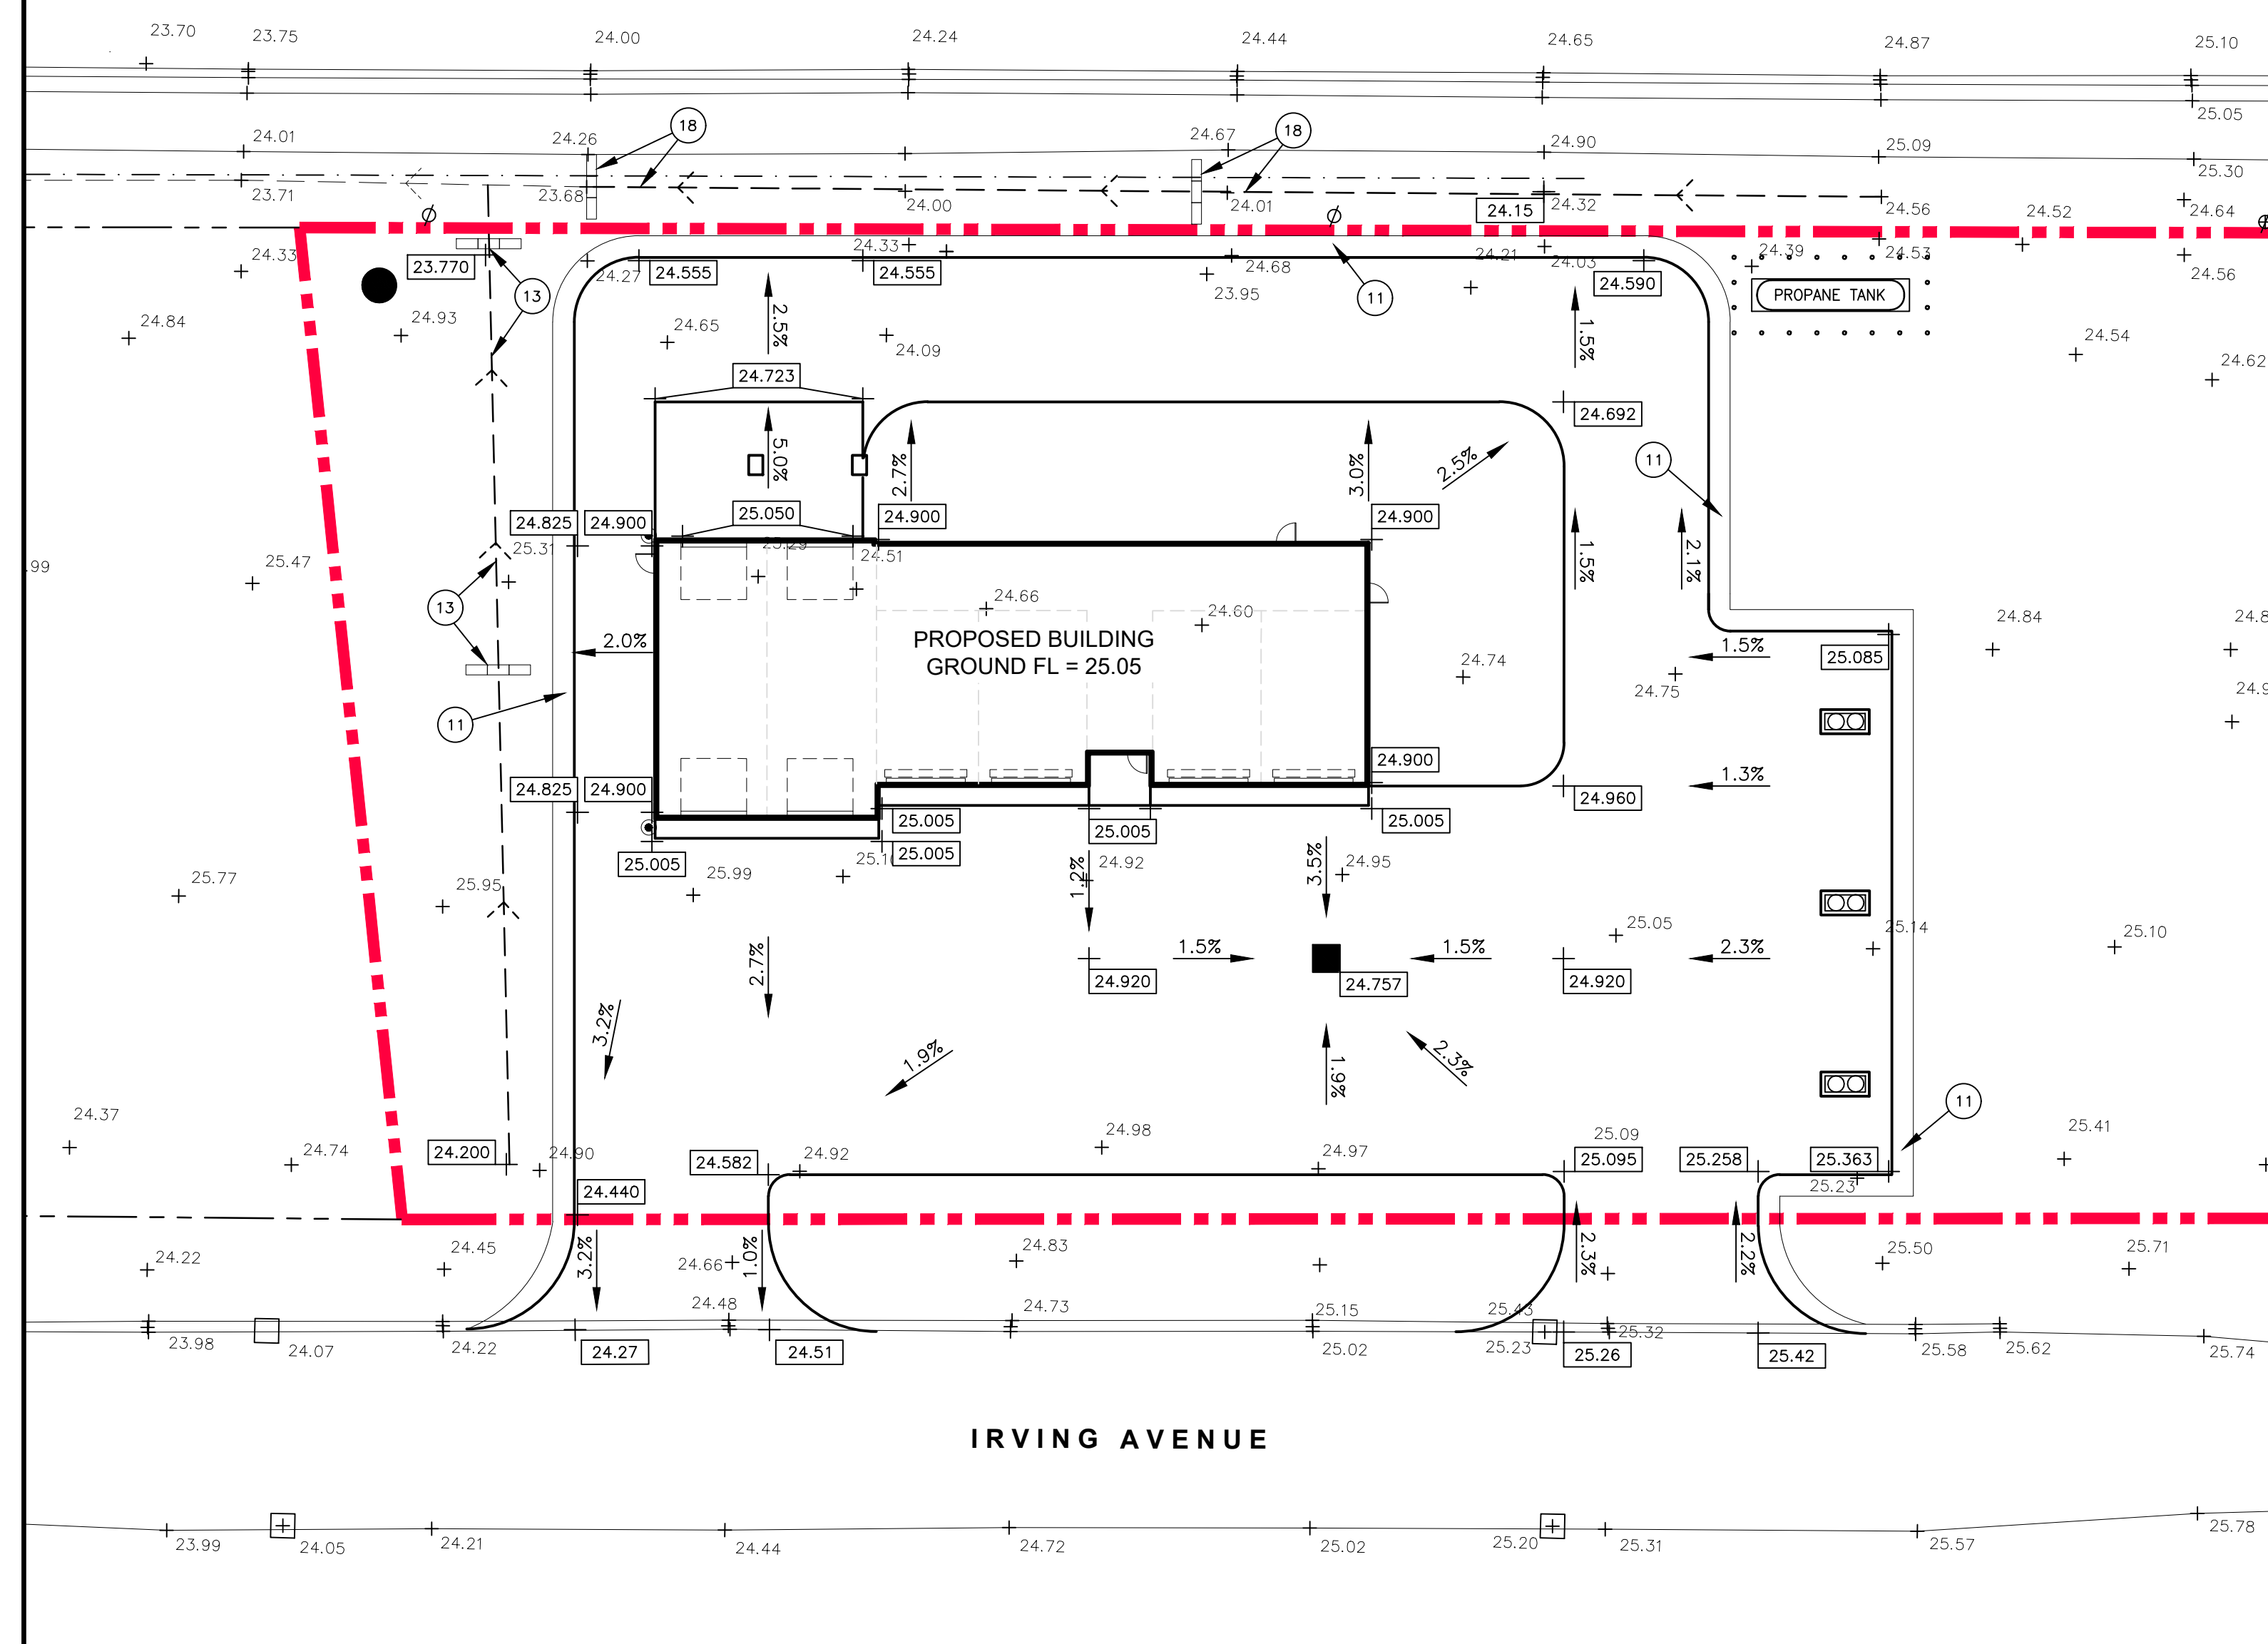 23.70 23.75 24.00 24.24 24.44 24.65 24.87 25.10
25.05
18 18
24.01 24.26 24.67 24.90 25.09
25.30
23.71 23.68 24.00 24.01 24.15 24.32 24.56 24.52 24.64
24.33 23.770 24.27 24.555 24.33 24.555 24.68 24.21 24.03 24.39 24.53
24.56
13 23.95 11 24.590 PROPANE TANK
24.84 24.93 24.65 2.5% 24.09 1.5% 24.54
24.62
24.723
24.692
5.0% 2.7% 3.0% 2.5% 11
24.825 24.900 25.050 24.900 24.900
25.31 25.29 24.51 1.5% 2.1%
.99 25.47
13 24.66 24.60 24.84
2.0% PROPOSED BUILDING 1.5%
GROUND FL = 25.05 24.74 25.085
24.75
11
24.900
1.3%
24.825 24.900 24.960
25.005 25.005 25.005
25.005 25.005
25.77 25.95 25.99 1.2% 24.92 3.5% 24.95
25.05 25.14 25.10
2.7% 1.5% 1.5% 2.3%
24.920 24.757 24.920
3.2% 1.9% 1.6% 2.3%
11
24.37 24.98 25.09 25.41
24.74 24.200 24.90 24.582 24.92 24.97 25.095 25.258 25.363
25.23
24.440
24.22 24.45 3.2% 24.66 1.0% 24.83 2.3% 2.2% 25.50 25.71
24.48 24.73 25.15 25.43
23.98 24.07 24.22 24.27 24.51 25.02 25.23 25.32 25.26 25.42 25.58 25.62 25.74
IRVING AVENUE
23.99 24.05 24.21 24.44 24.72 25.02 25.20 25.31 25.57 25.78